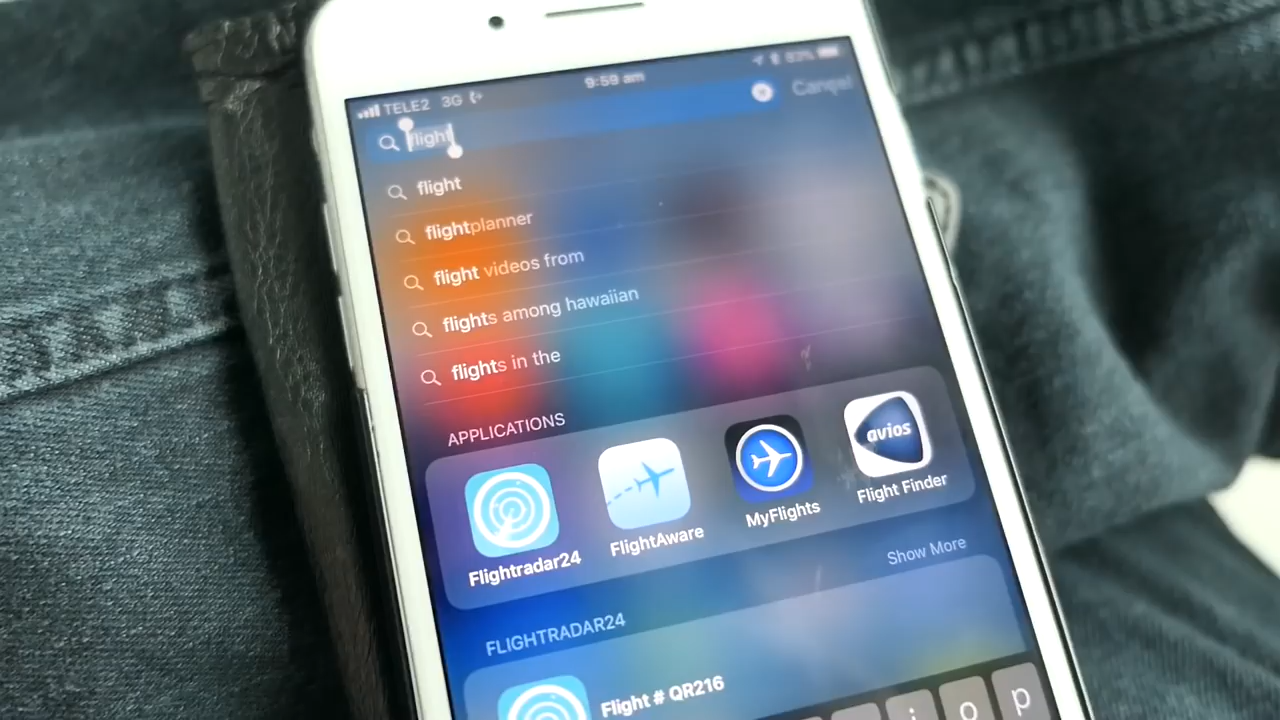 TELE2 3G 9:59 am 93%
flight Cancel
flight
flightplanner
flight videos from
flights among hawaiian
flights in the
APPLICATIONS
avios
Flightradar24 FlightAware MyFlights Flight Finder
Show More
FLIGHTRADAR24
Flight # QR216
i o p